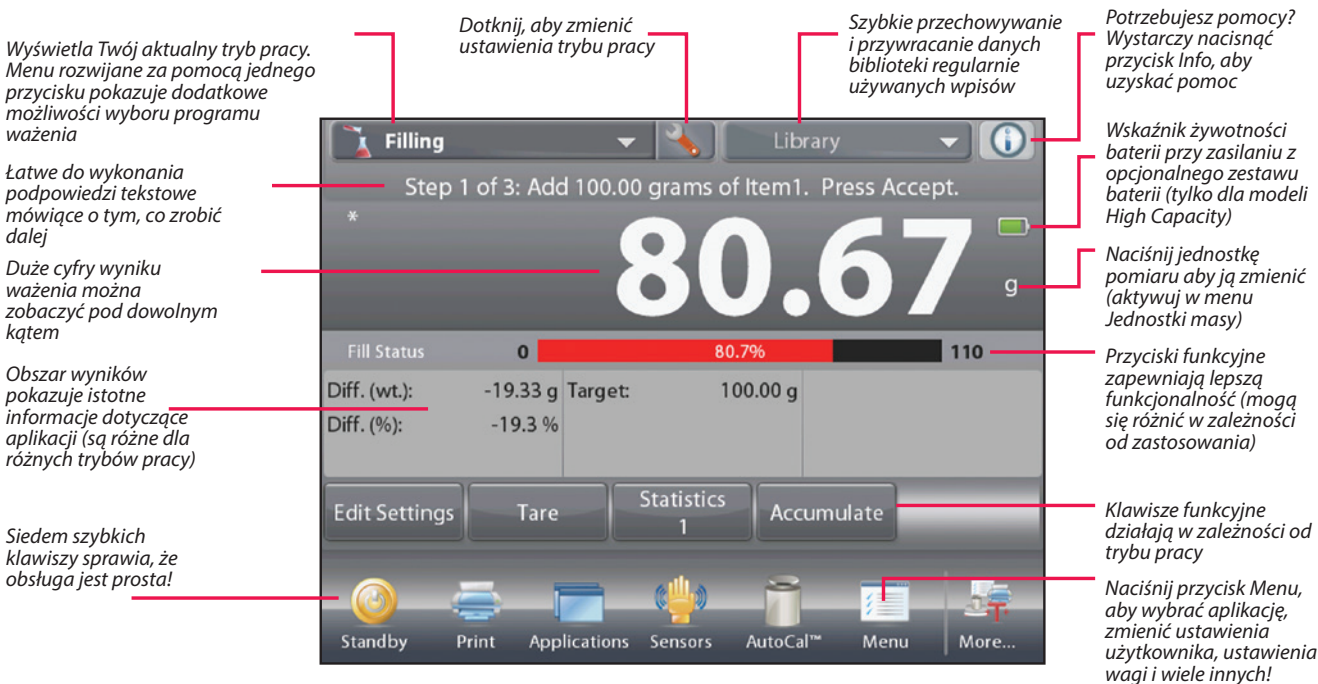 Wyświetla Twój aktualny tryb pracy.
Menu rozwijane za pomocą jednego
przycisku pokazuje dodatkowe
możliwości wyboru programu
ważenia
Dotknij, aby zmienić
ustawienia trybu pracy
Szybkie przechowywanie
i przywracanie danych
biblioteki regularnie
używanych wpisów
Potrzebujesz pomocy?
Wystarczy nacisnąć
przycisk Info, aby
uzyskać pomoc
Łatwe do wykonania
podpowiedzi tekstowe
mówiące o tym, co zrobić
dalej
Duże cyfry wyniku
ważenia można
zobaczyć pod dowolnym
kątem
Obszar wyników
pokazuje istotne
informacje dotyczące
aplikacji (są różne dla
różnych trybów pracy)
Siedem szybkich
klawiszy sprawia, że
obsługa jest prosta!
Filling
Library
Step 1 of 3: Add 100.00 grams of Item1. Press Accept.
*
80.67
g
Fill Status 0 80.7% 110
Diff. (wt.): -19.33 g Target: 100.00 g
Diff. (%): -19.3 %
Edit Settings Tare Statistics 1 Accumulate
Standby Print Applications Sensors AutoCal™ Menu More...
Wskaźnik żywotności
baterii przy zasilaniu z
opcjonalnego zestawu
baterii (tylko dla modeli
High Capacity)
Naciśnij jednostkę
pomiaru aby ją zmienić
(aktywuj w menu
Jednostki masy)
Przyciski funkcyjne
zapewniają lepszą
funkcjonalność (mogą
się różnić w zależności
od zastosowania)
Klawisze funkcyjne
działają w zależności od
trybu pracy
Naciśnij przycisk Menu,
aby wybrać aplikację,
zmienić ustawienia
użytkownika, ustawienia
wagi i wiele innych!